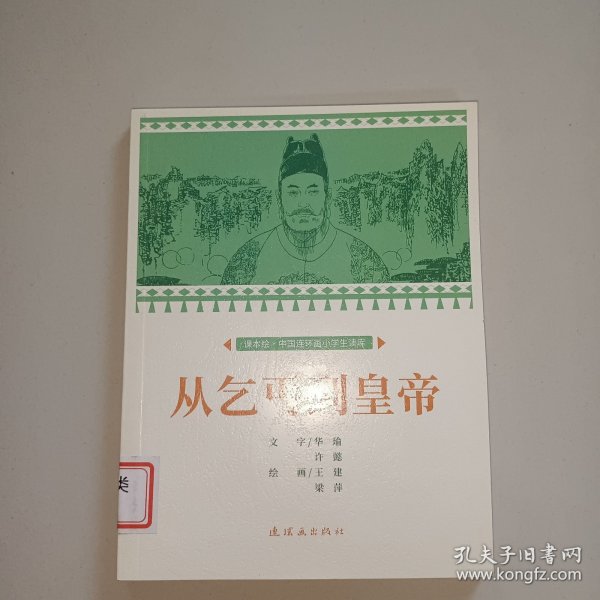 课本绘·中国连环画小学生读库
从乞丐到皇帝
文 字/华 瑜
许 懿
绘 画/王 建
梁 萍
连环画出版社
类
孔夫子旧书网
www.kongfz.com